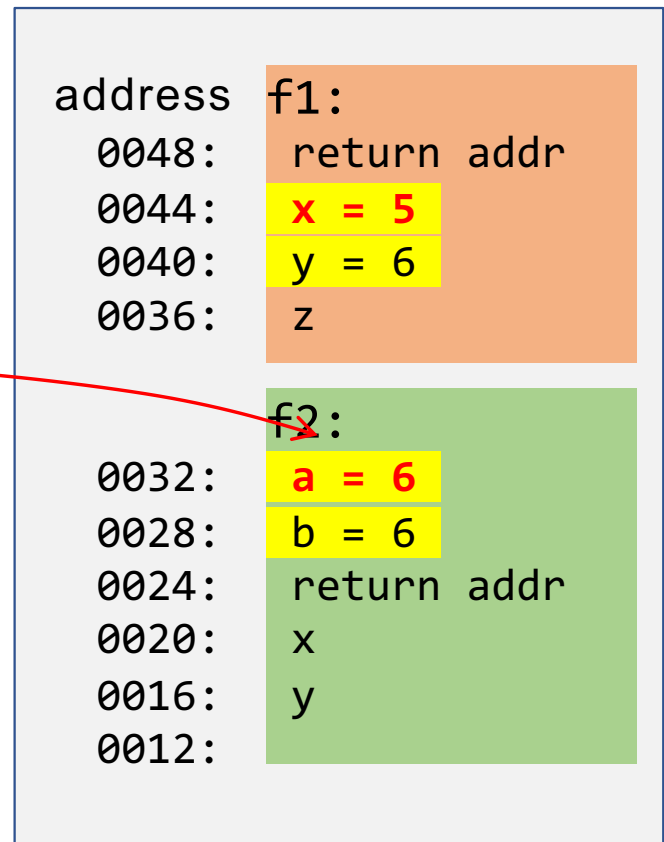 address f1:
0048: return addr
0044: x = 5
0040: y = 6
0036: z
f2:
0032: a = 6
0028: b = 6
0024: return addr
0020: x
0016: y
0012: